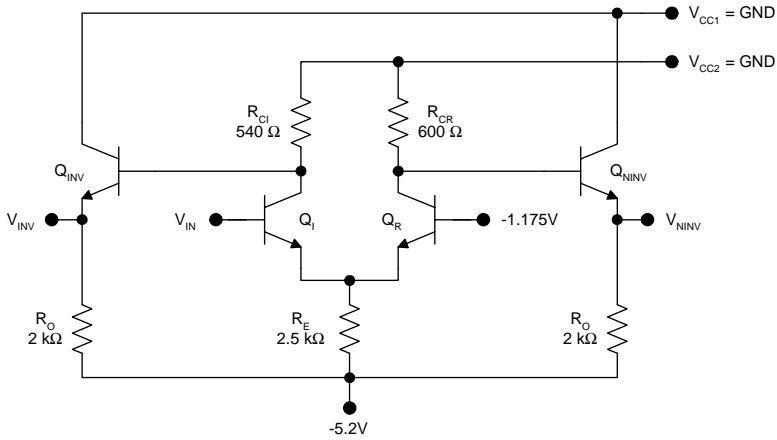 V_CC1 = GND
V_CC2 = GND
R_CI
540 Ω
R_CR
600 Ω
Q_INV
Q_NINV
V_INV
V_IN
Q_I
Q_R
-1.175V
V_NINV
R_O
2 kΩ
R_E
2.5 kΩ
R_O
2 kΩ
-5.2V